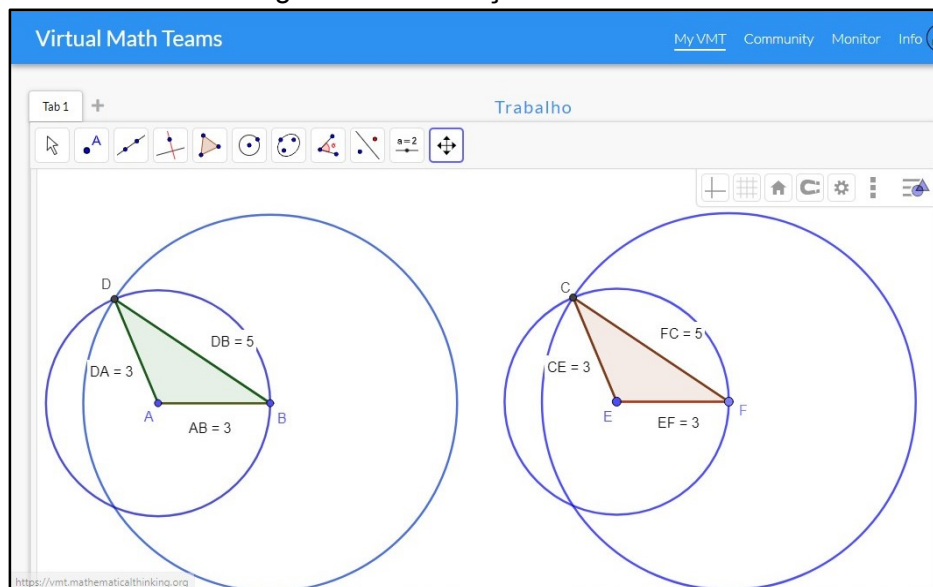 Virtual Math Teams
My VMT Community Monitor Info
Tab 1 +
Trabalho
A
a=2
D
DB = 5
DA = 3
A
AB = 3
B
C
FC = 5
CE = 3
E
EF = 3
F
https://vmt.mathematicalthinking.org